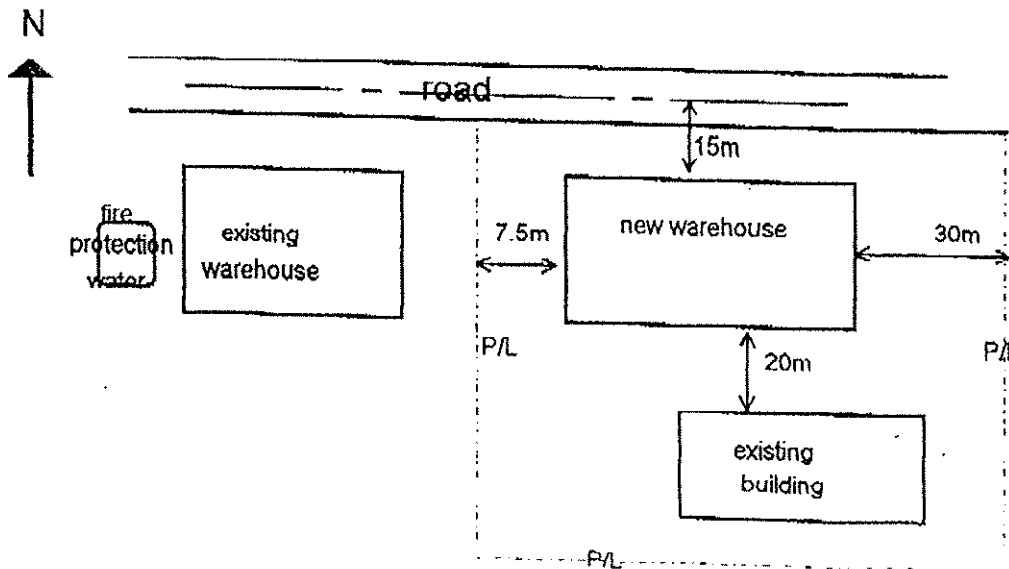 N
road
15m
fire
protection
water
existing
warehouse
7.5m
new warehouse
30m
P/L
P/L
20m
existing
building
P/L